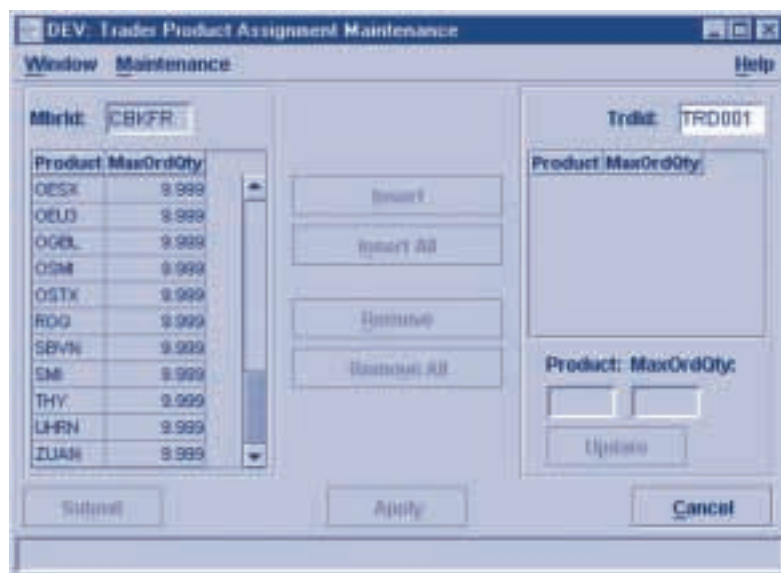 DEV: Trader Product Assignment Maintenance
Window Maintenance Help
MbrId: CBKFR
Product MaxOrdQty
OESX 9.999
OEU3 9.999
OGBL 9.999
OSMI 9.999
OSTX 9.999
ROG 9.999
SBVN 9.999
SMI 9.999
THY 9.999
UHRN 9.999
ZUAN 9.999
Insert
Insert All
Remove
Remove All
TrdId: TRD001
Product MaxOrdQty
Product: MaxOrdQty:
Update
Submit
Apply
Cancel